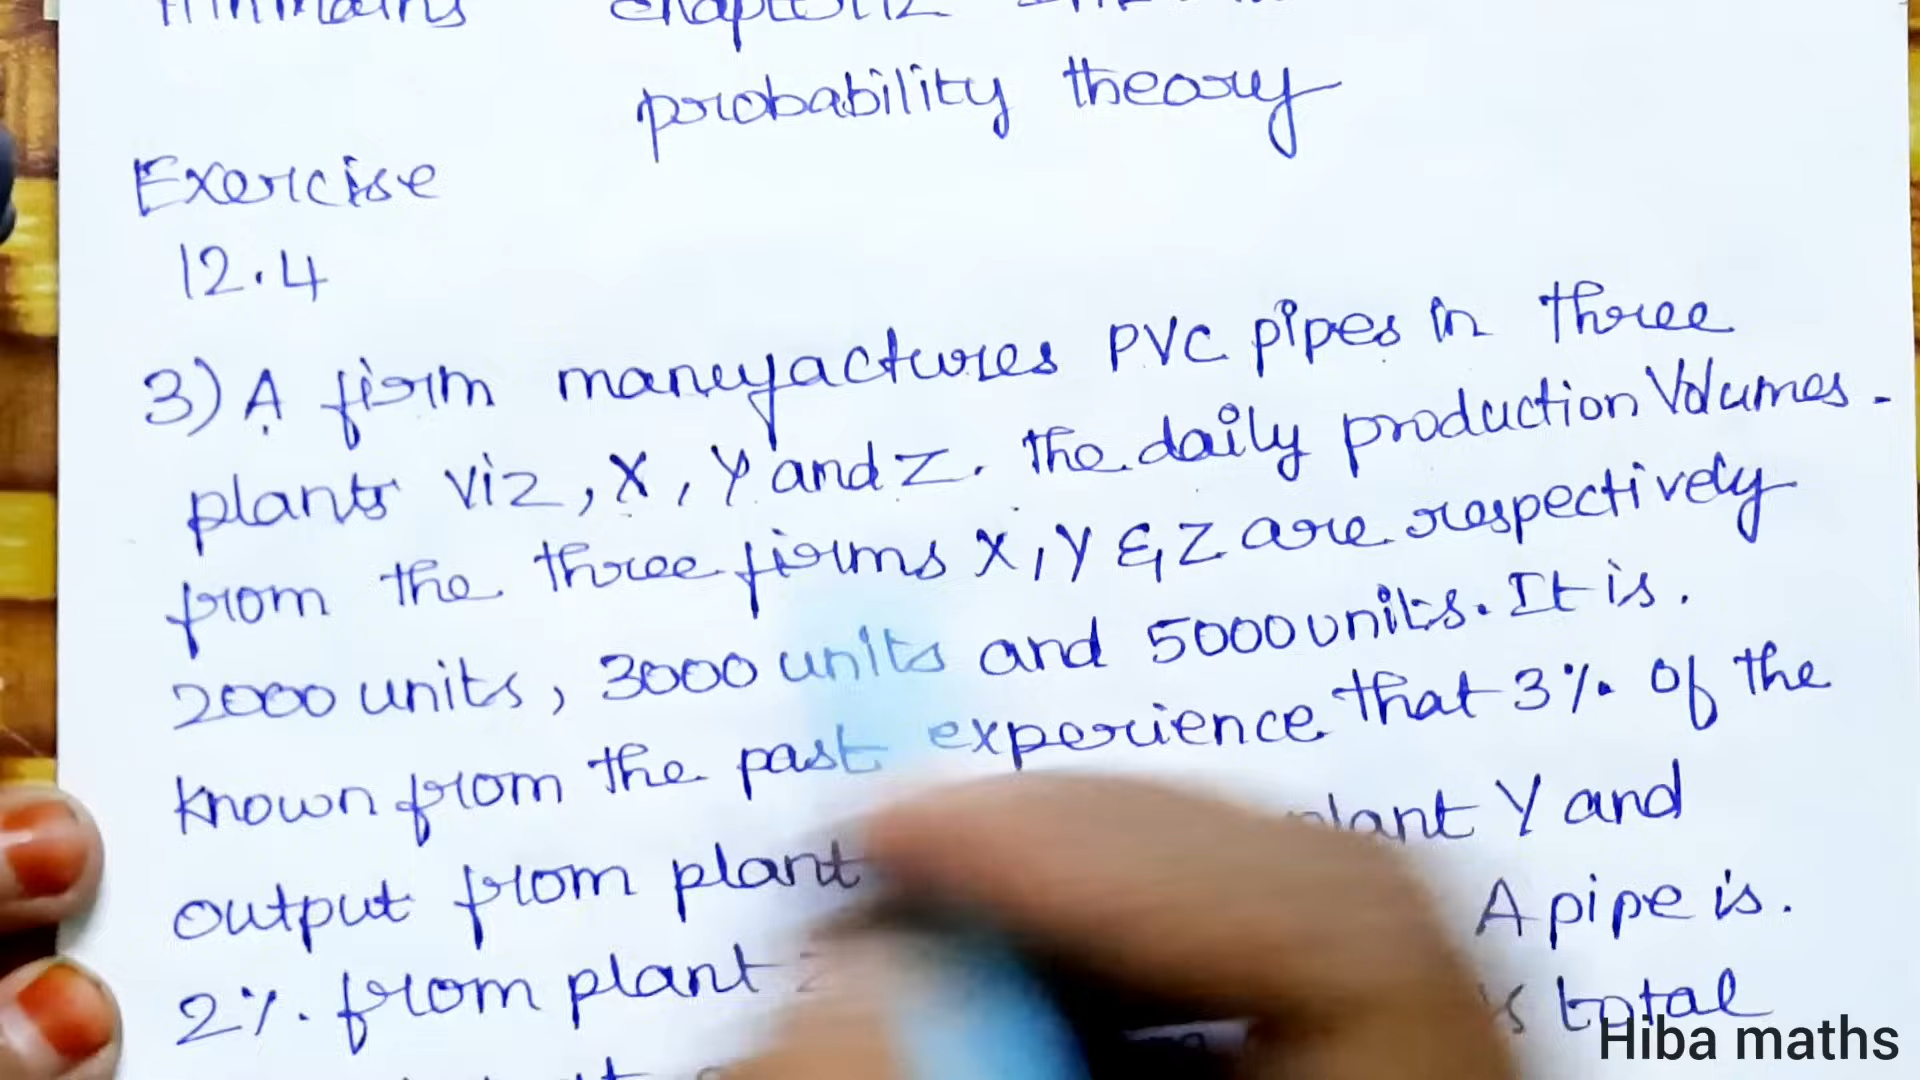 probability theory
Exercise
12.4
3) A firm manufactures PVC pipes in three
plants viz, X, Y and Z. The daily production Volumes.
from the three firms X, Y & Z are respectively
2000 units, 3000 units and 5000 units. It is.
known from the past experience that 3% of the
output from plant plant Y and
2%. from plant A pipe is.
total
Hiba maths